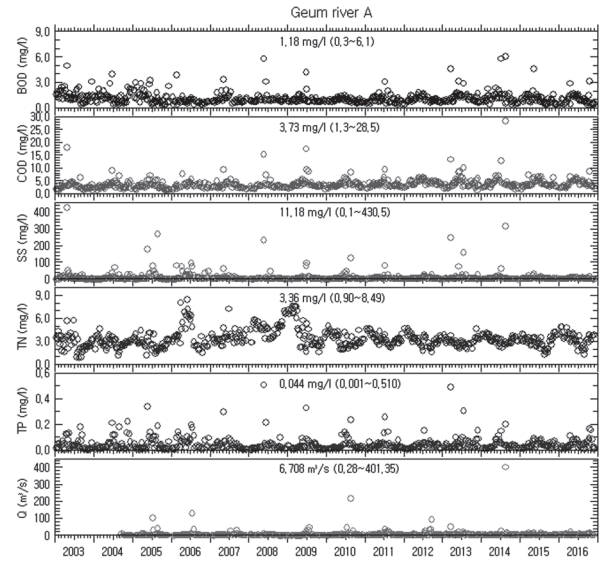 Geum river A
BOD (mg/l)
9,0
6,0
3,0
0,0
1,18 mg/l (0,3~6,1)
COD (mg/l)
30,0
25,0
20,0
15,0
10,0
5,0
0,0
3,73 mg/l (1,3~28,5)
SS (mg/l)
400
300
200
100
0
11,18 mg/l (0,1~430,5)
TN (mg/l)
9,0
6,0
3,0
0,0
3,36 mg/l (0,90~8,49)
TP (mg/l)
0,6
0,4
0,2
0,0
0,044 mg/l (0,001~0,510)
Q (m³/s)
400
300
200
100
0
6,708 m³/s (0,28~401,35)
2003 2004 2005 2006 2007 2008 2009 2010 2011 2012 2013 2014 2015 2016